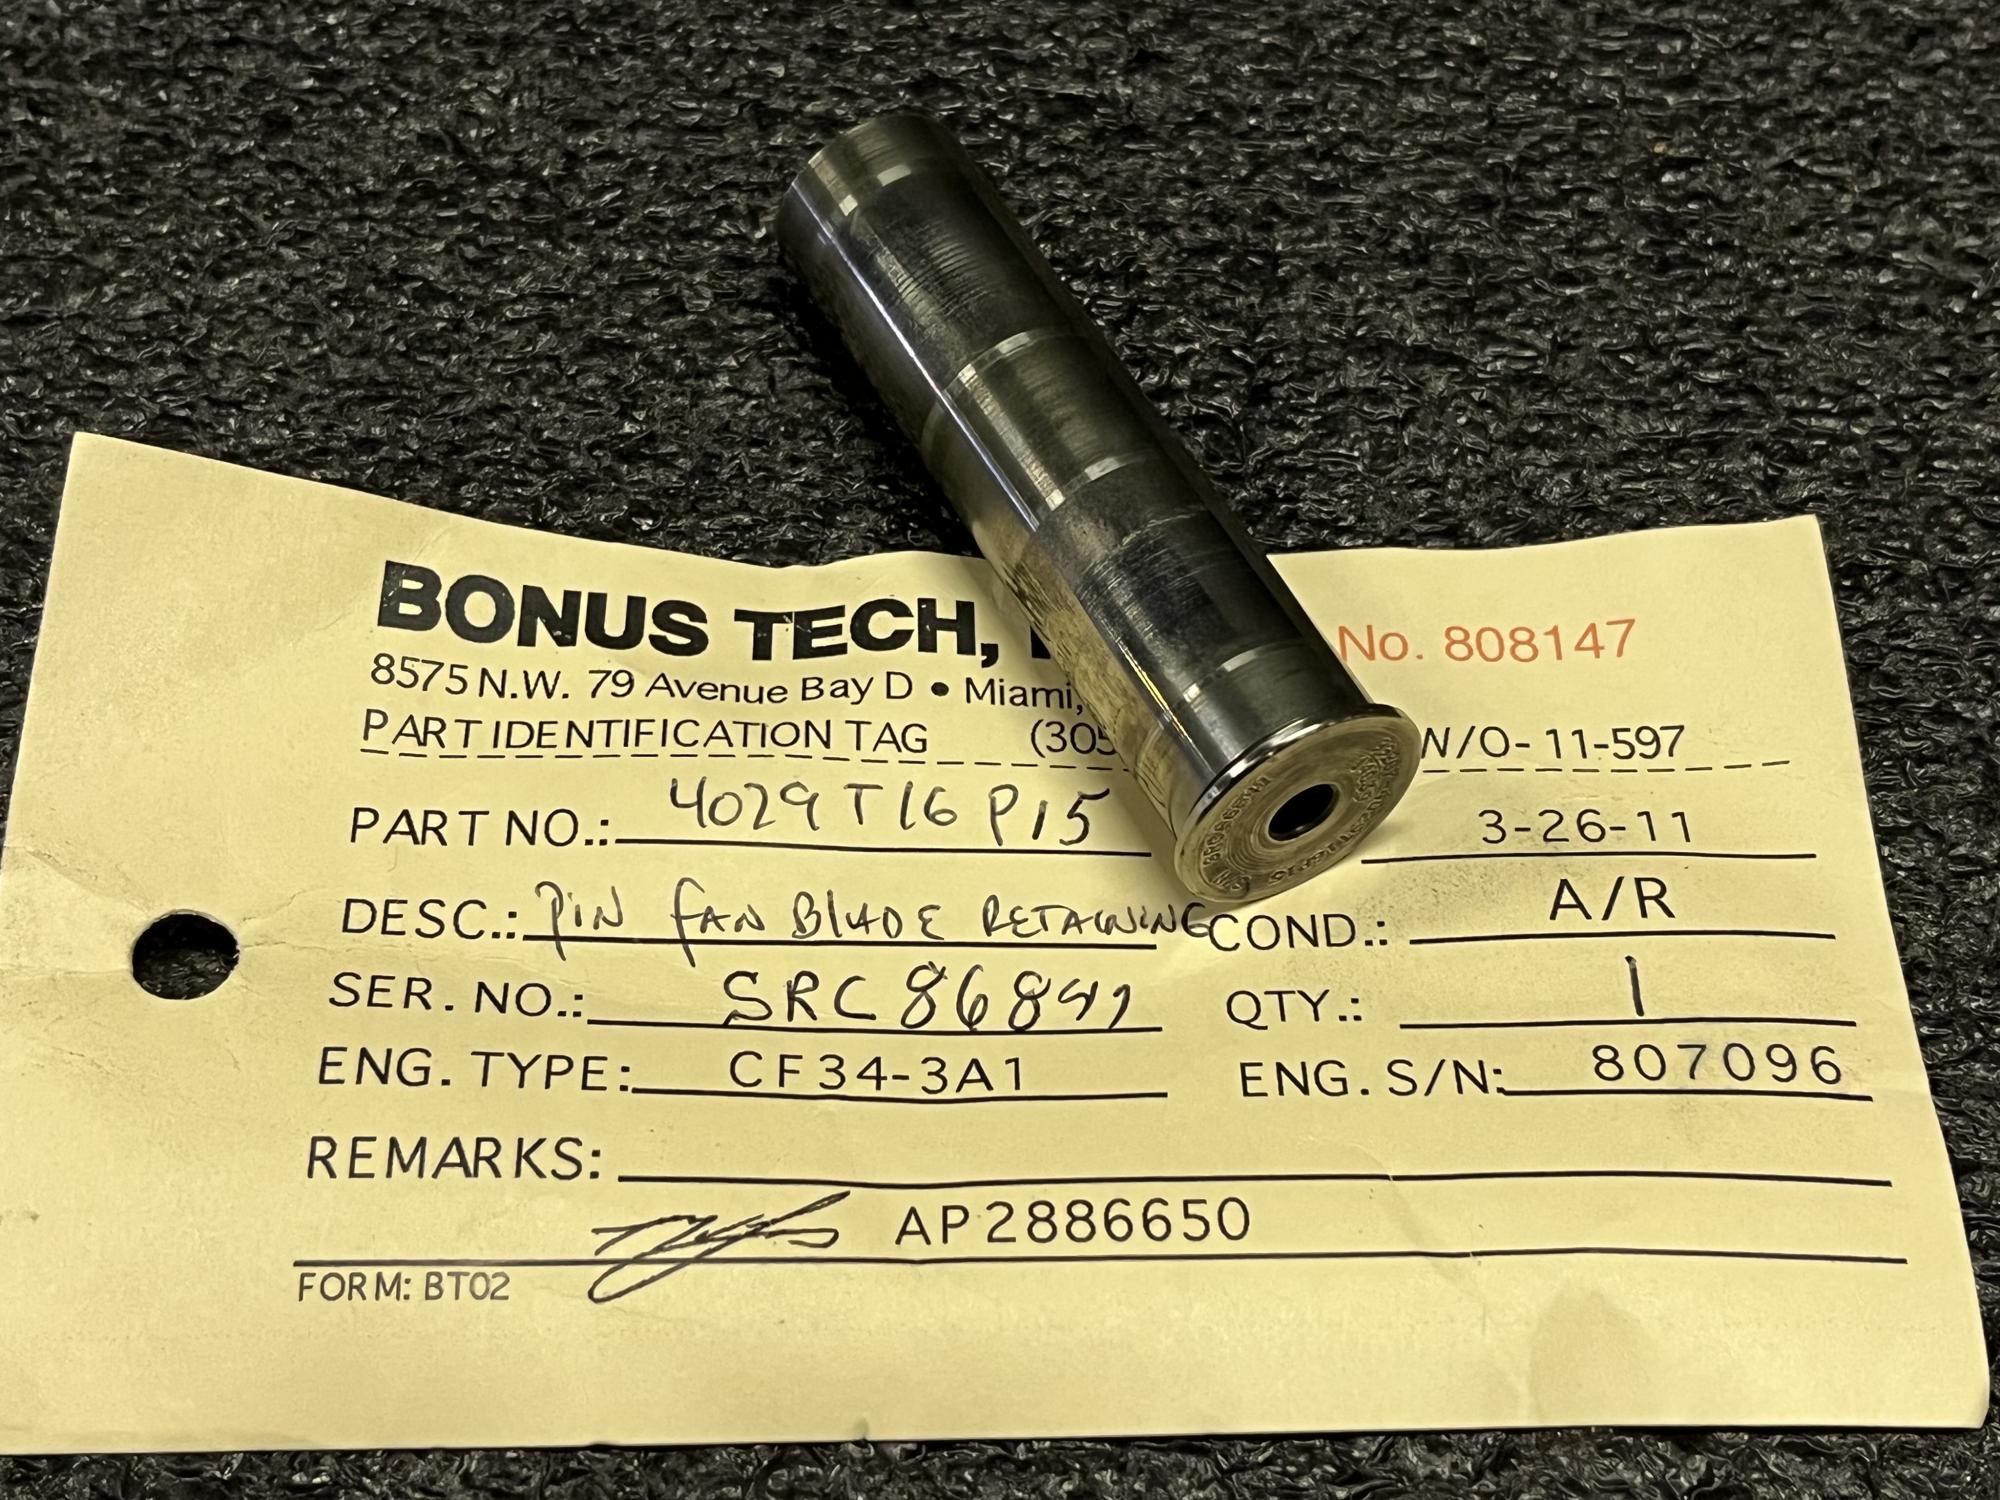 BONUS TECH,
No. 808147
8575 N.W. 79 Avenue Bay D • Miami,
PART IDENTIFICATION TAG (305
W/O- 11-597
PART NO.: 4029T16P15
3-26-11
DESC.: PIN FAN BLADE RETAINING COND.: A/R
SER. NO.: SRC86897 QTY.: 1
ENG. TYPE: CF34-3A1 ENG. S/N: 807096
REMARKS:
AP2886650
FORM: BT02